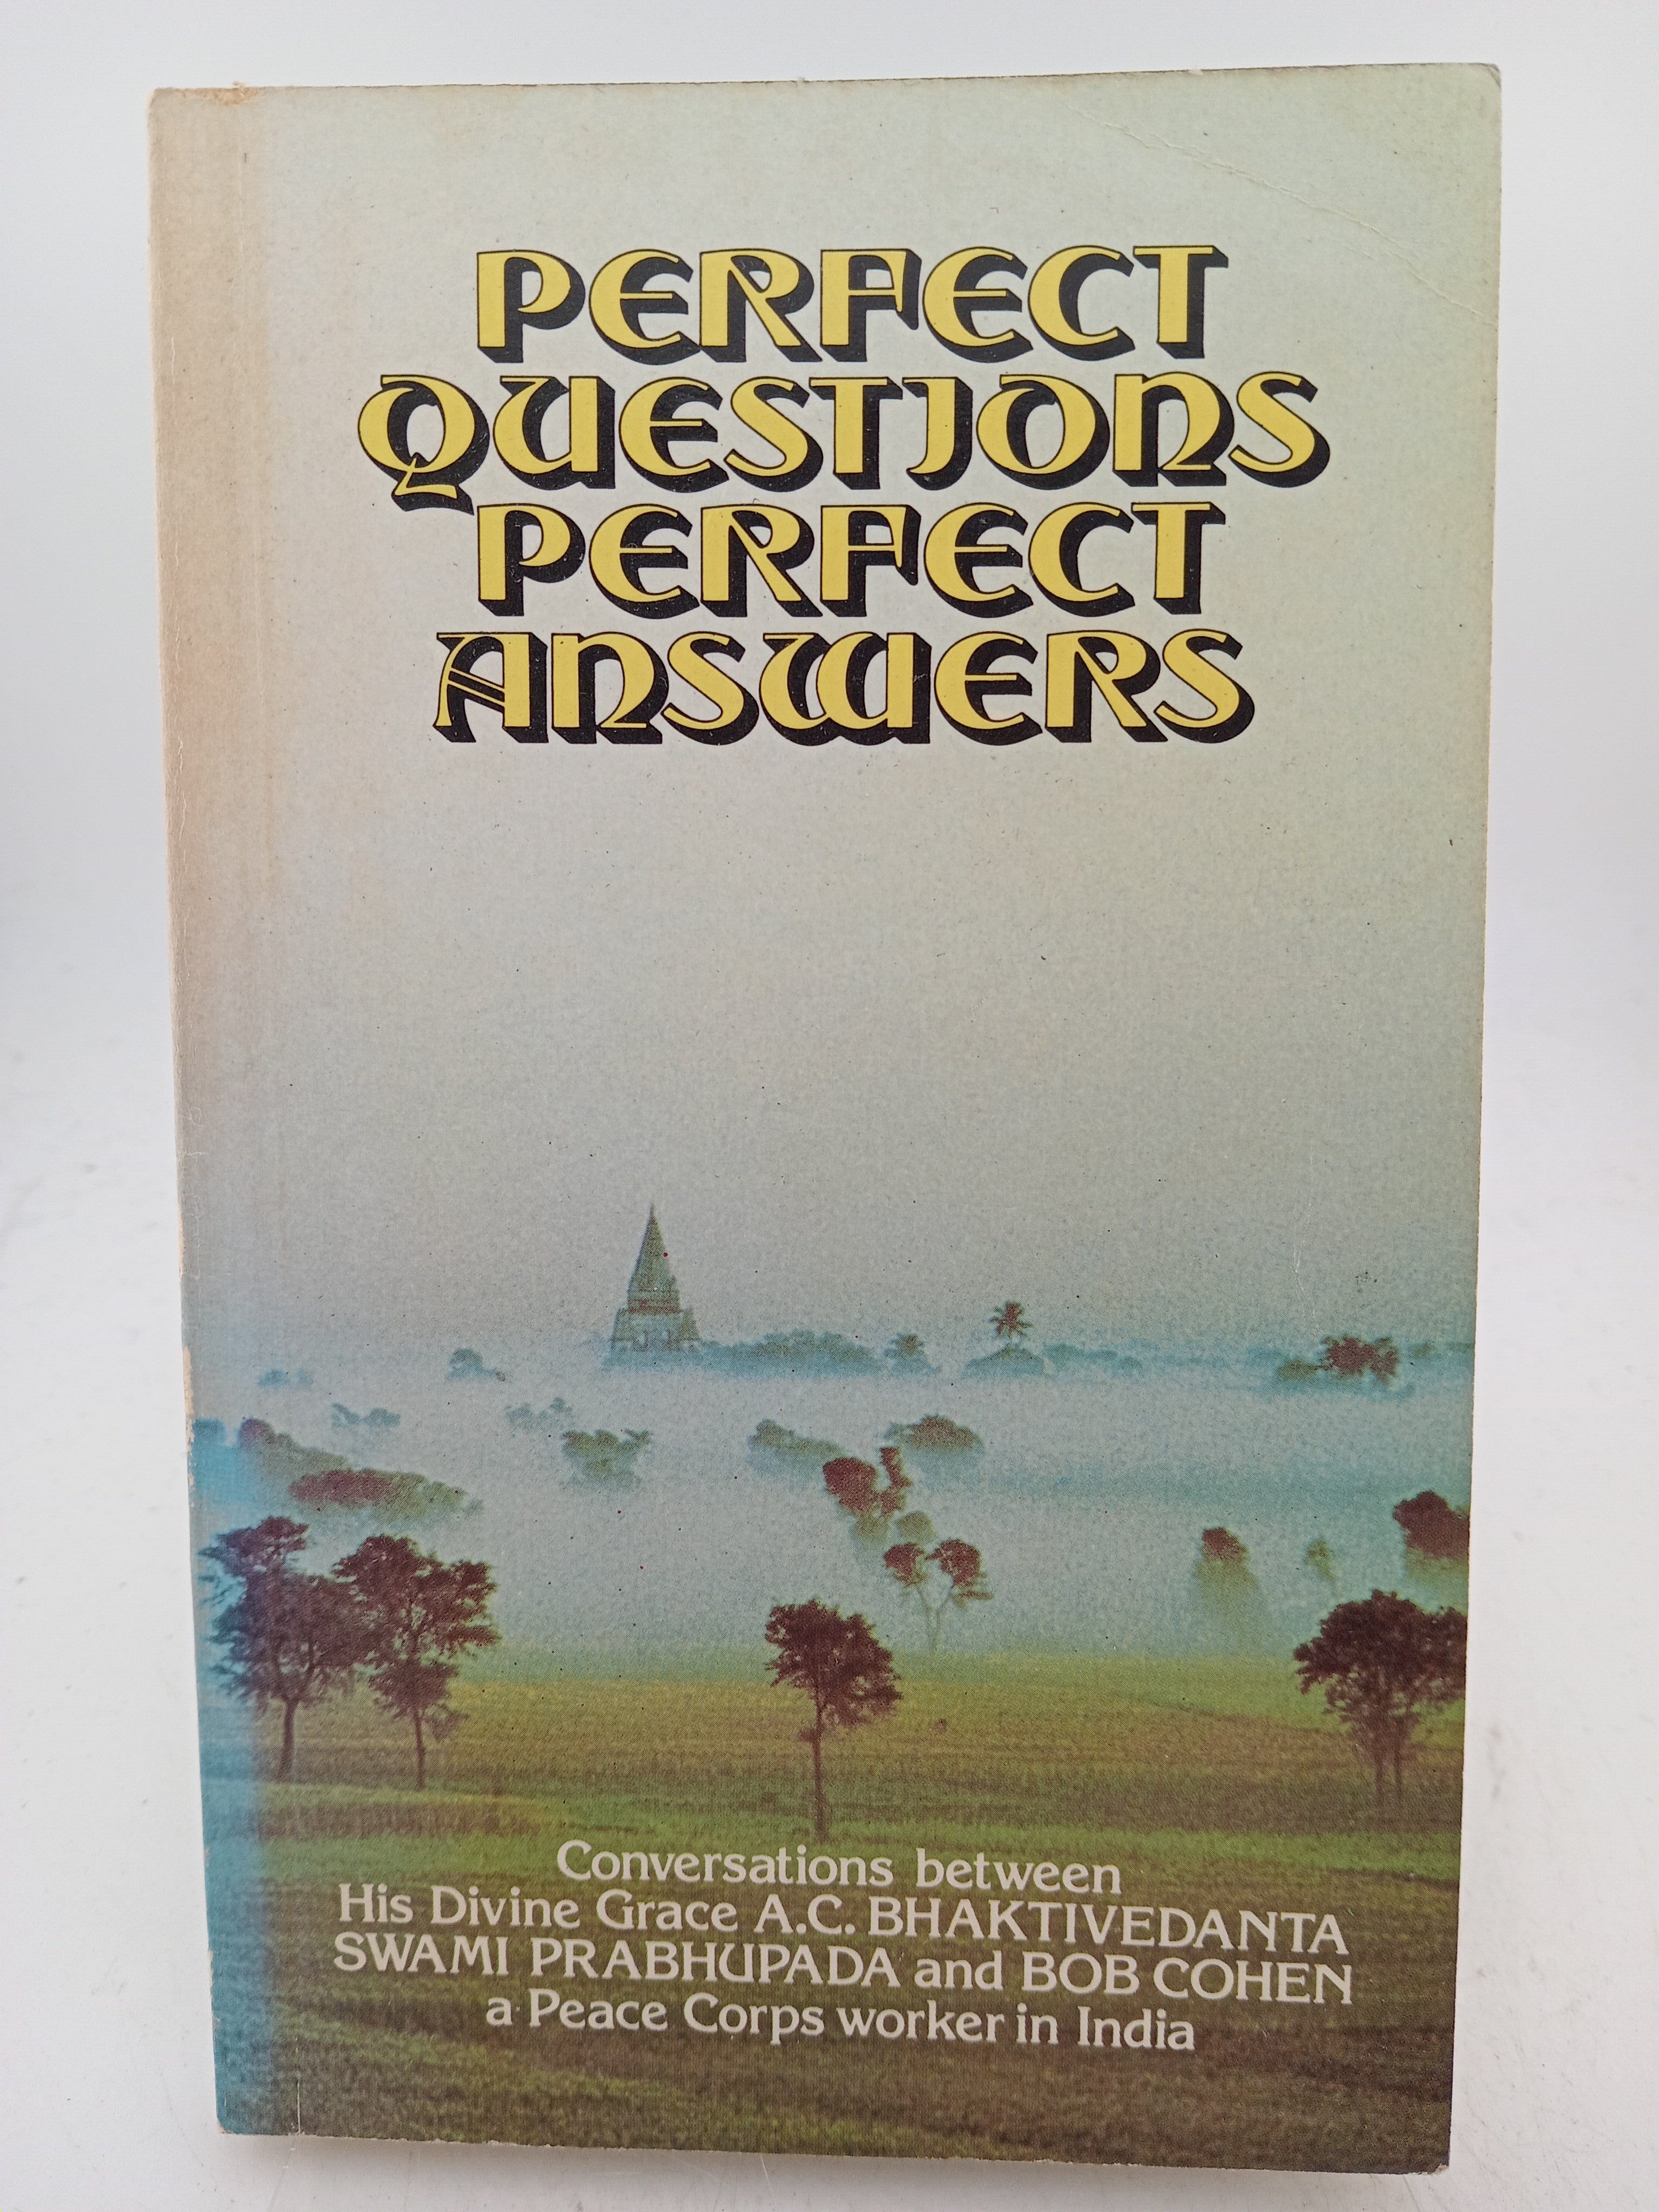 PERFECT
QUESTIONS
PERFECT
ANSWERS
Conversations between
His Divine Grace A.C. BHAKTIVEDANTA
SWAMI PRABHUPADA and BOB COHEN
a Peace Corps worker in India